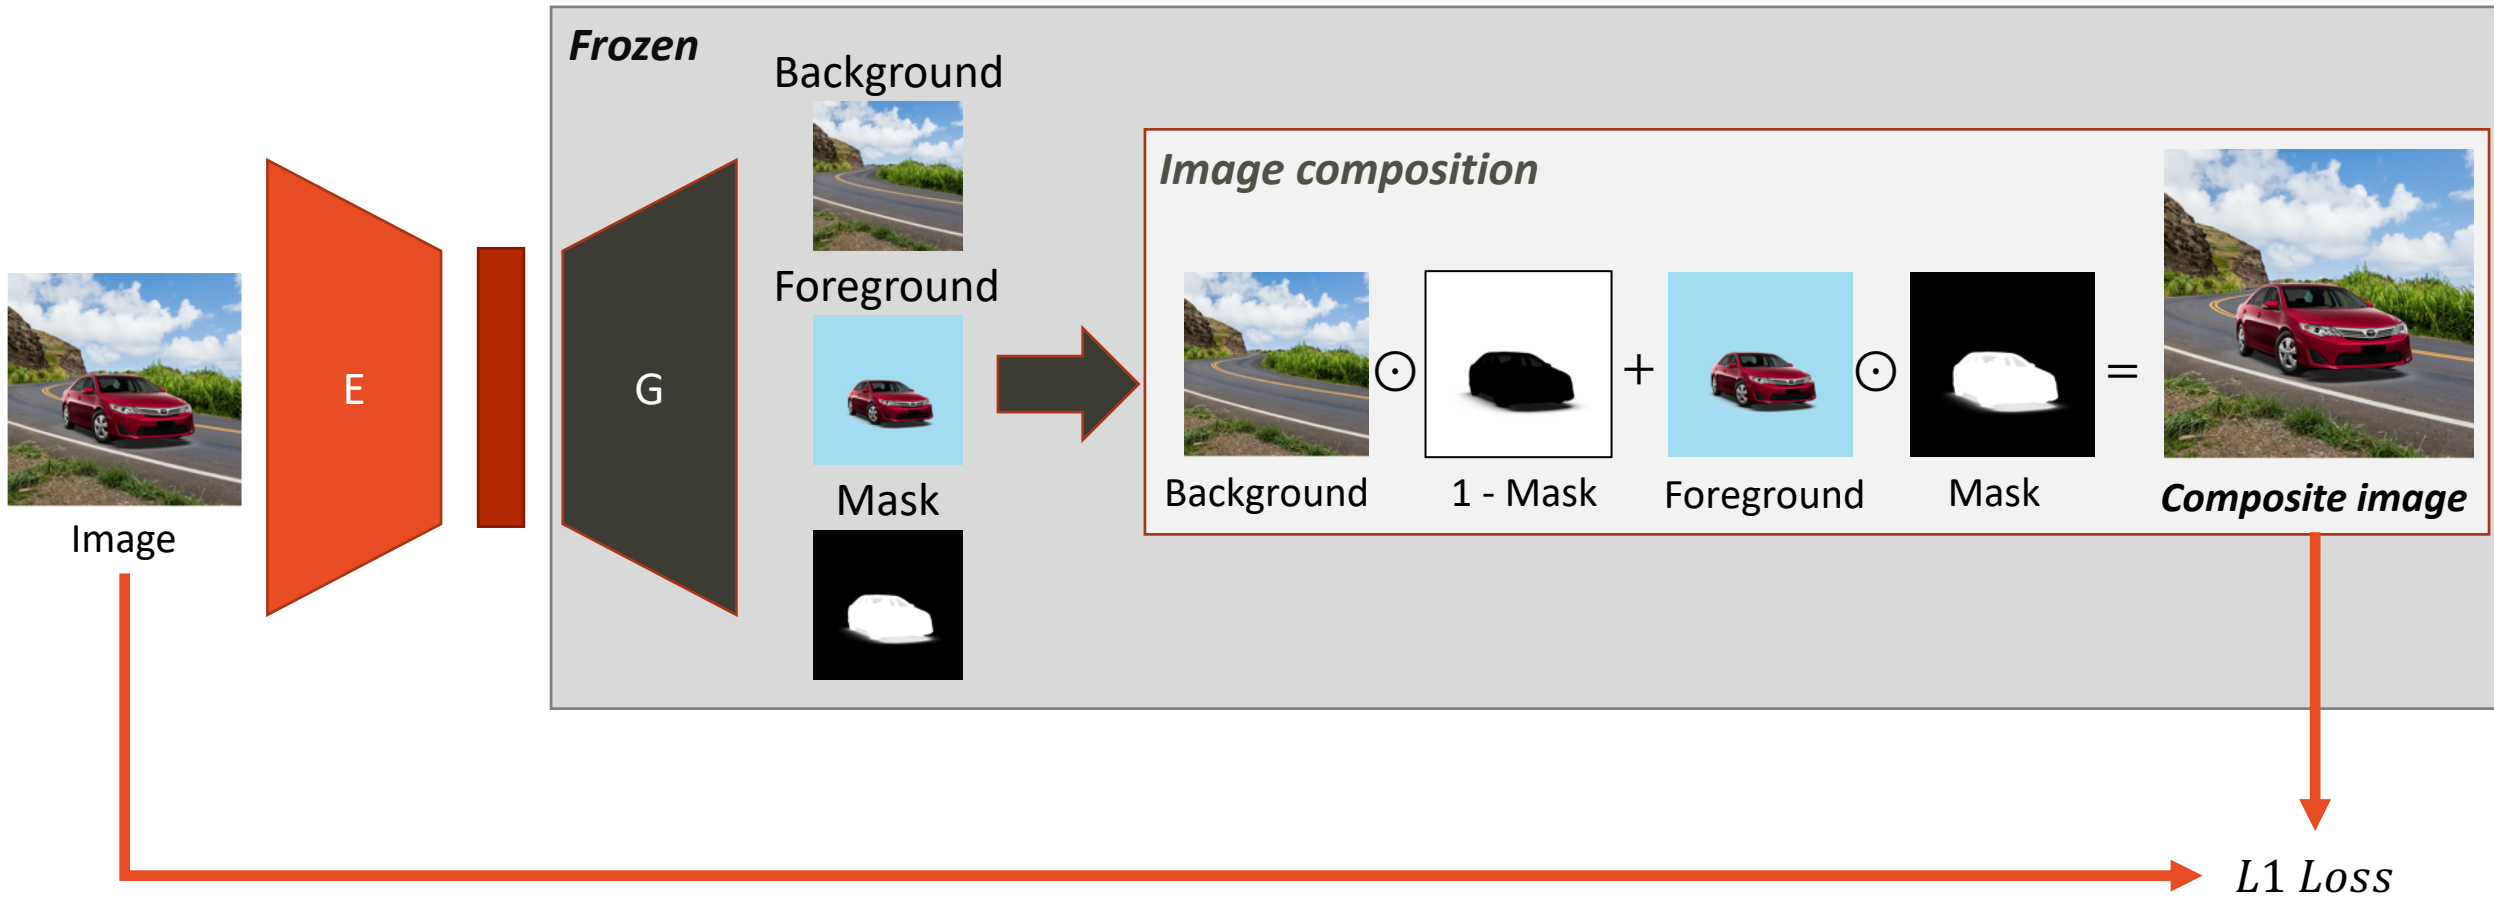 Frozen
Background
Foreground
Mask
Image
E
G
Image composition
⊙ + ⊙ =
Background 1 - Mask Foreground Mask Composite image
L1 Loss